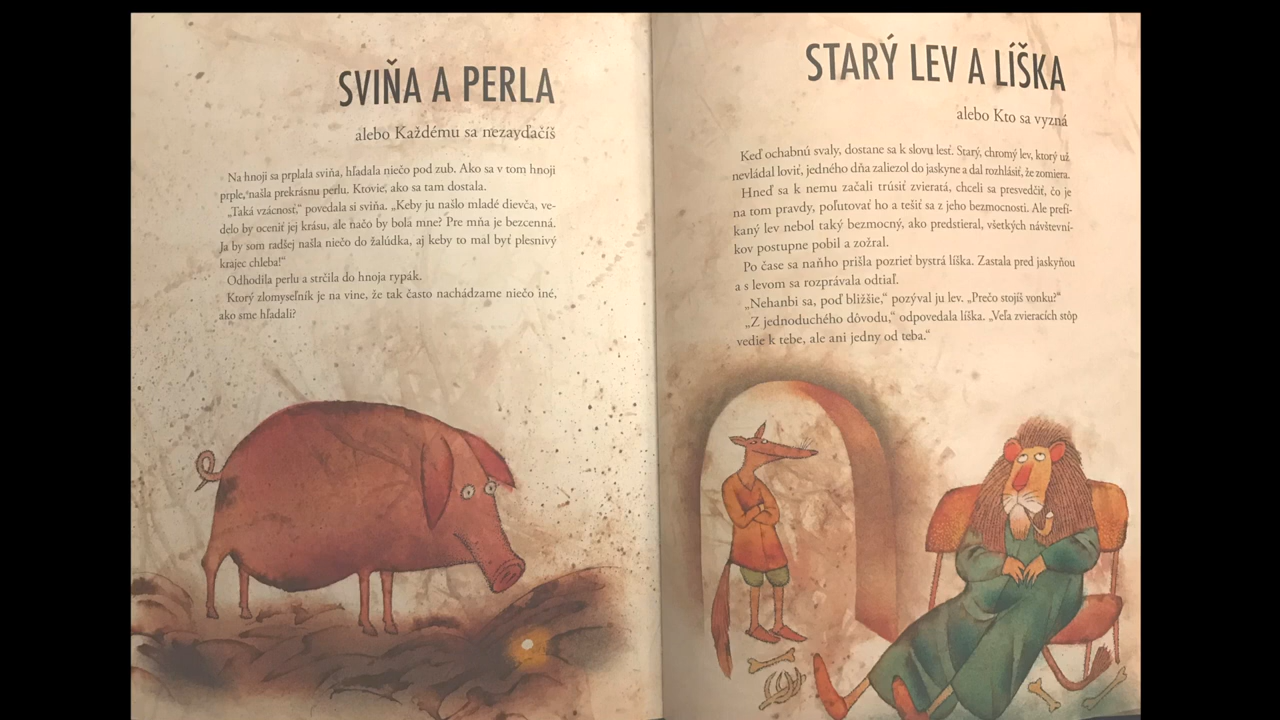 SVIŇA A PERLA
alebo Každému sa nezayďačíš
Na hnoji sa prplala sviňa, hľadala niečo pod zub. Ako sa v tom hnoji
prple, našla prekrásnu perlu. Ktovie, ako sa tam dostala.
„Taká vzácnosť,“ povedala si sviňa. „Keby ju našlo mladé dievča, ve-
delo by oceniť jej krásu, ale načo by bola mne? Pre mňa je bezcenná.
Ja by som radšej našla niečo do žalúdka, aj keby to mal byť plesnivý
krajec chleba!“
Odhodila perlu a strčila do hnoja rypák.
Ktorý zlomyseľník je na vine, že tak často nachádzame niečo iné,
ako sme hľadali?
STARÝ LEV A LÍŠKA
alebo Kto sa vyzná
Keď ochabnú svaly, dostane sa k slovu lesť. Starý, chromý lev, ktorý už
nevládal loviť, jedného dňa zaliezol do jaskyne a dal rozhlásiť, že zomiera.
Hneď sa k nemu začali trúsiť zvieratá, chceli sa presvedčiť, čo je
na tom pravdy, poľutovať ho a tešiť sa z jeho bezmocnosti. Ale prefí-
kaný lev nebol taký bezmocný, ako predstieral, všetkých návštevní-
kov postupne pobil a zožral.
Po čase sa naňho prišla pozrieť bystrá líška. Zastala pred jaskyňou
a s levom sa rozprávala odtiaľ.
„Nehanbi sa, poď bližšie,“ pozýval ju lev. „Prečo stojíš vonku?“
„Z jednoduchého dôvodu,“ odpovedala líška. „Veľa zvieracích stôp
vedie k tebe, ale ani jedny od teba.“